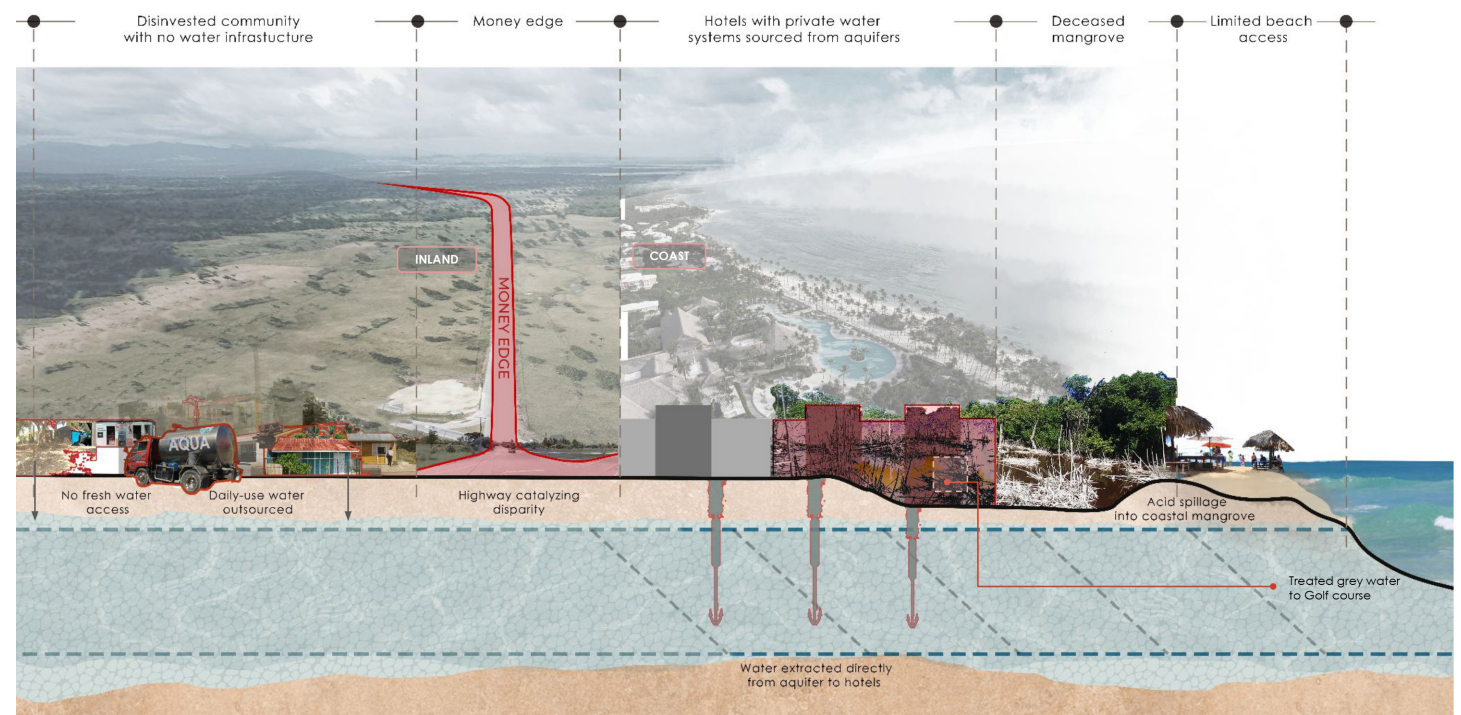 Disinvested community
with no water infrastucture
Money edge
Hotels with private water
systems sourced from aquifers
Deceased
mangrove
Limited beach
access
INLAND
COAST
MONEY EDGE
AQUA
No fresh water
access
Daily-use water
outsourced
Highway catalyzing
disparity
Acid spillage
into coastal mangrove
Treated grey water
to Golf course
Water extracted directly
from aquifer to hotels